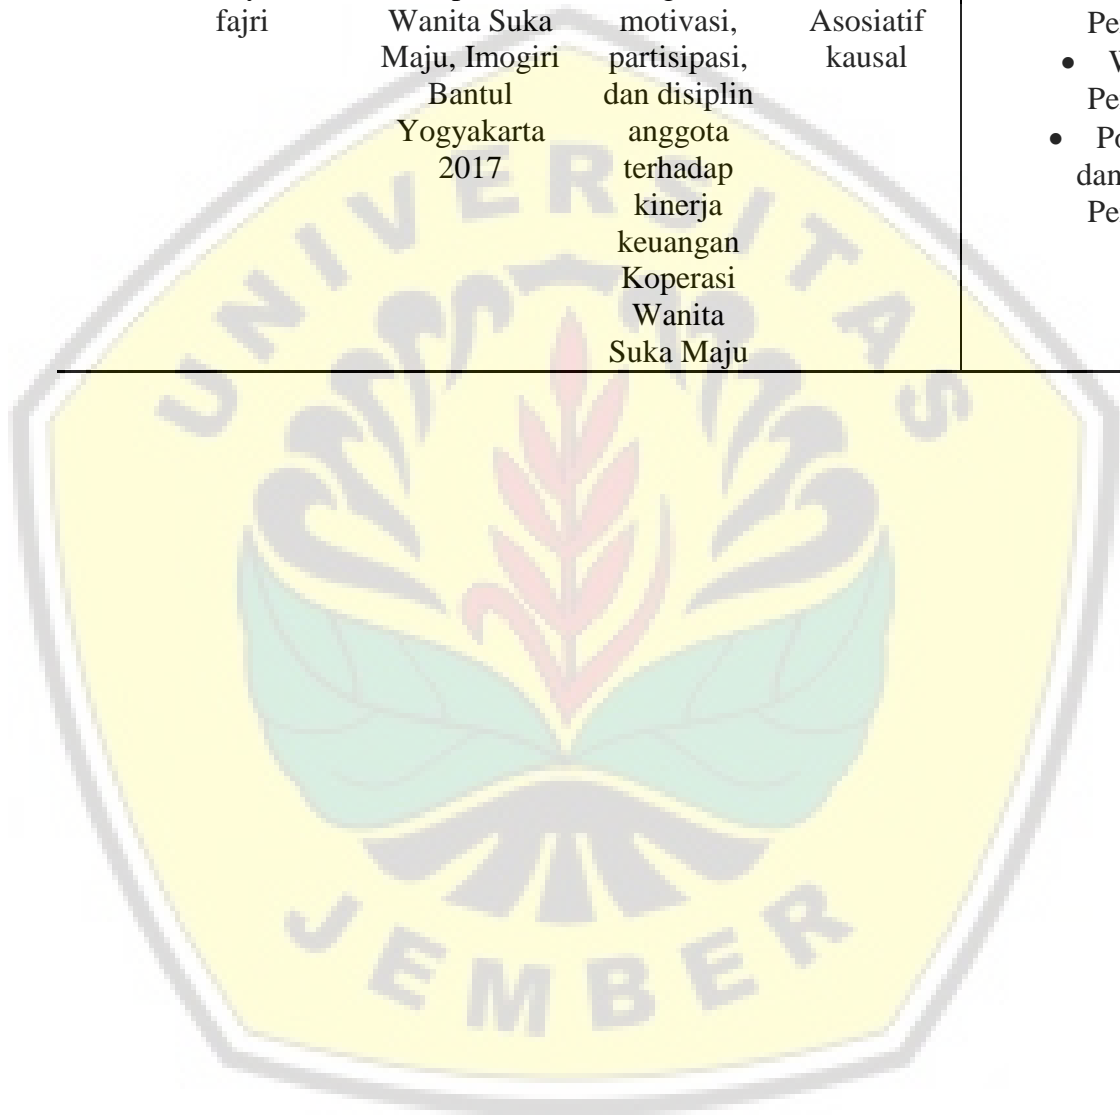 fajri
Wanita Suka
Maju, Imogiri
Bantul
Yogyakarta
2017
motivasi,
partisipasi,
dan disiplin
anggota
terhadap
kinerja
keuangan
Koperasi
Wanita
Suka Maju
Asosiatif
kausal
dan
UNIVERSITAS
JEMBER